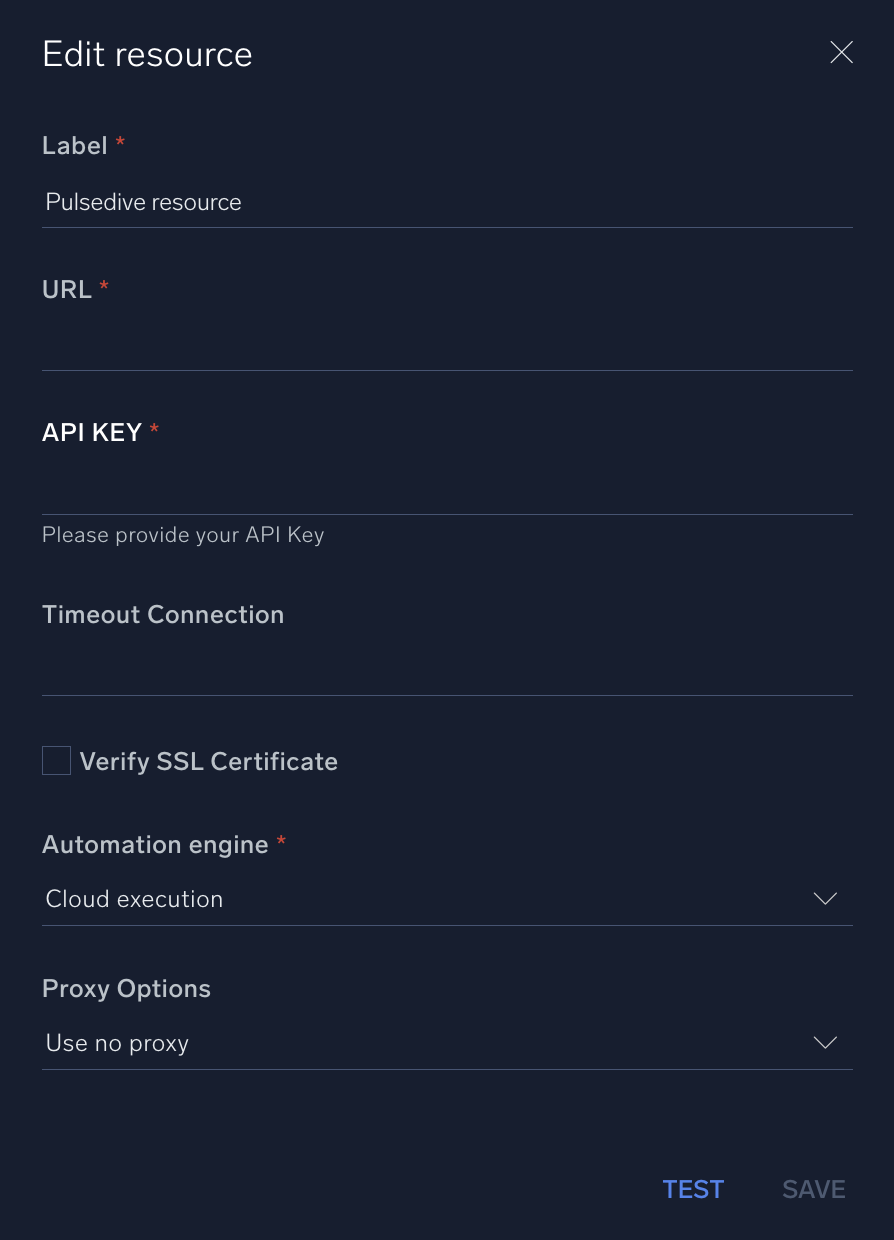 Edit resource
Label *
Pulsedive resource
URL *
API KEY *
Please provide your API Key
Timeout Connection
Verify SSL Certificate
Automation engine *
Cloud execution
Proxy Options
Use no proxy
TEST SAVE